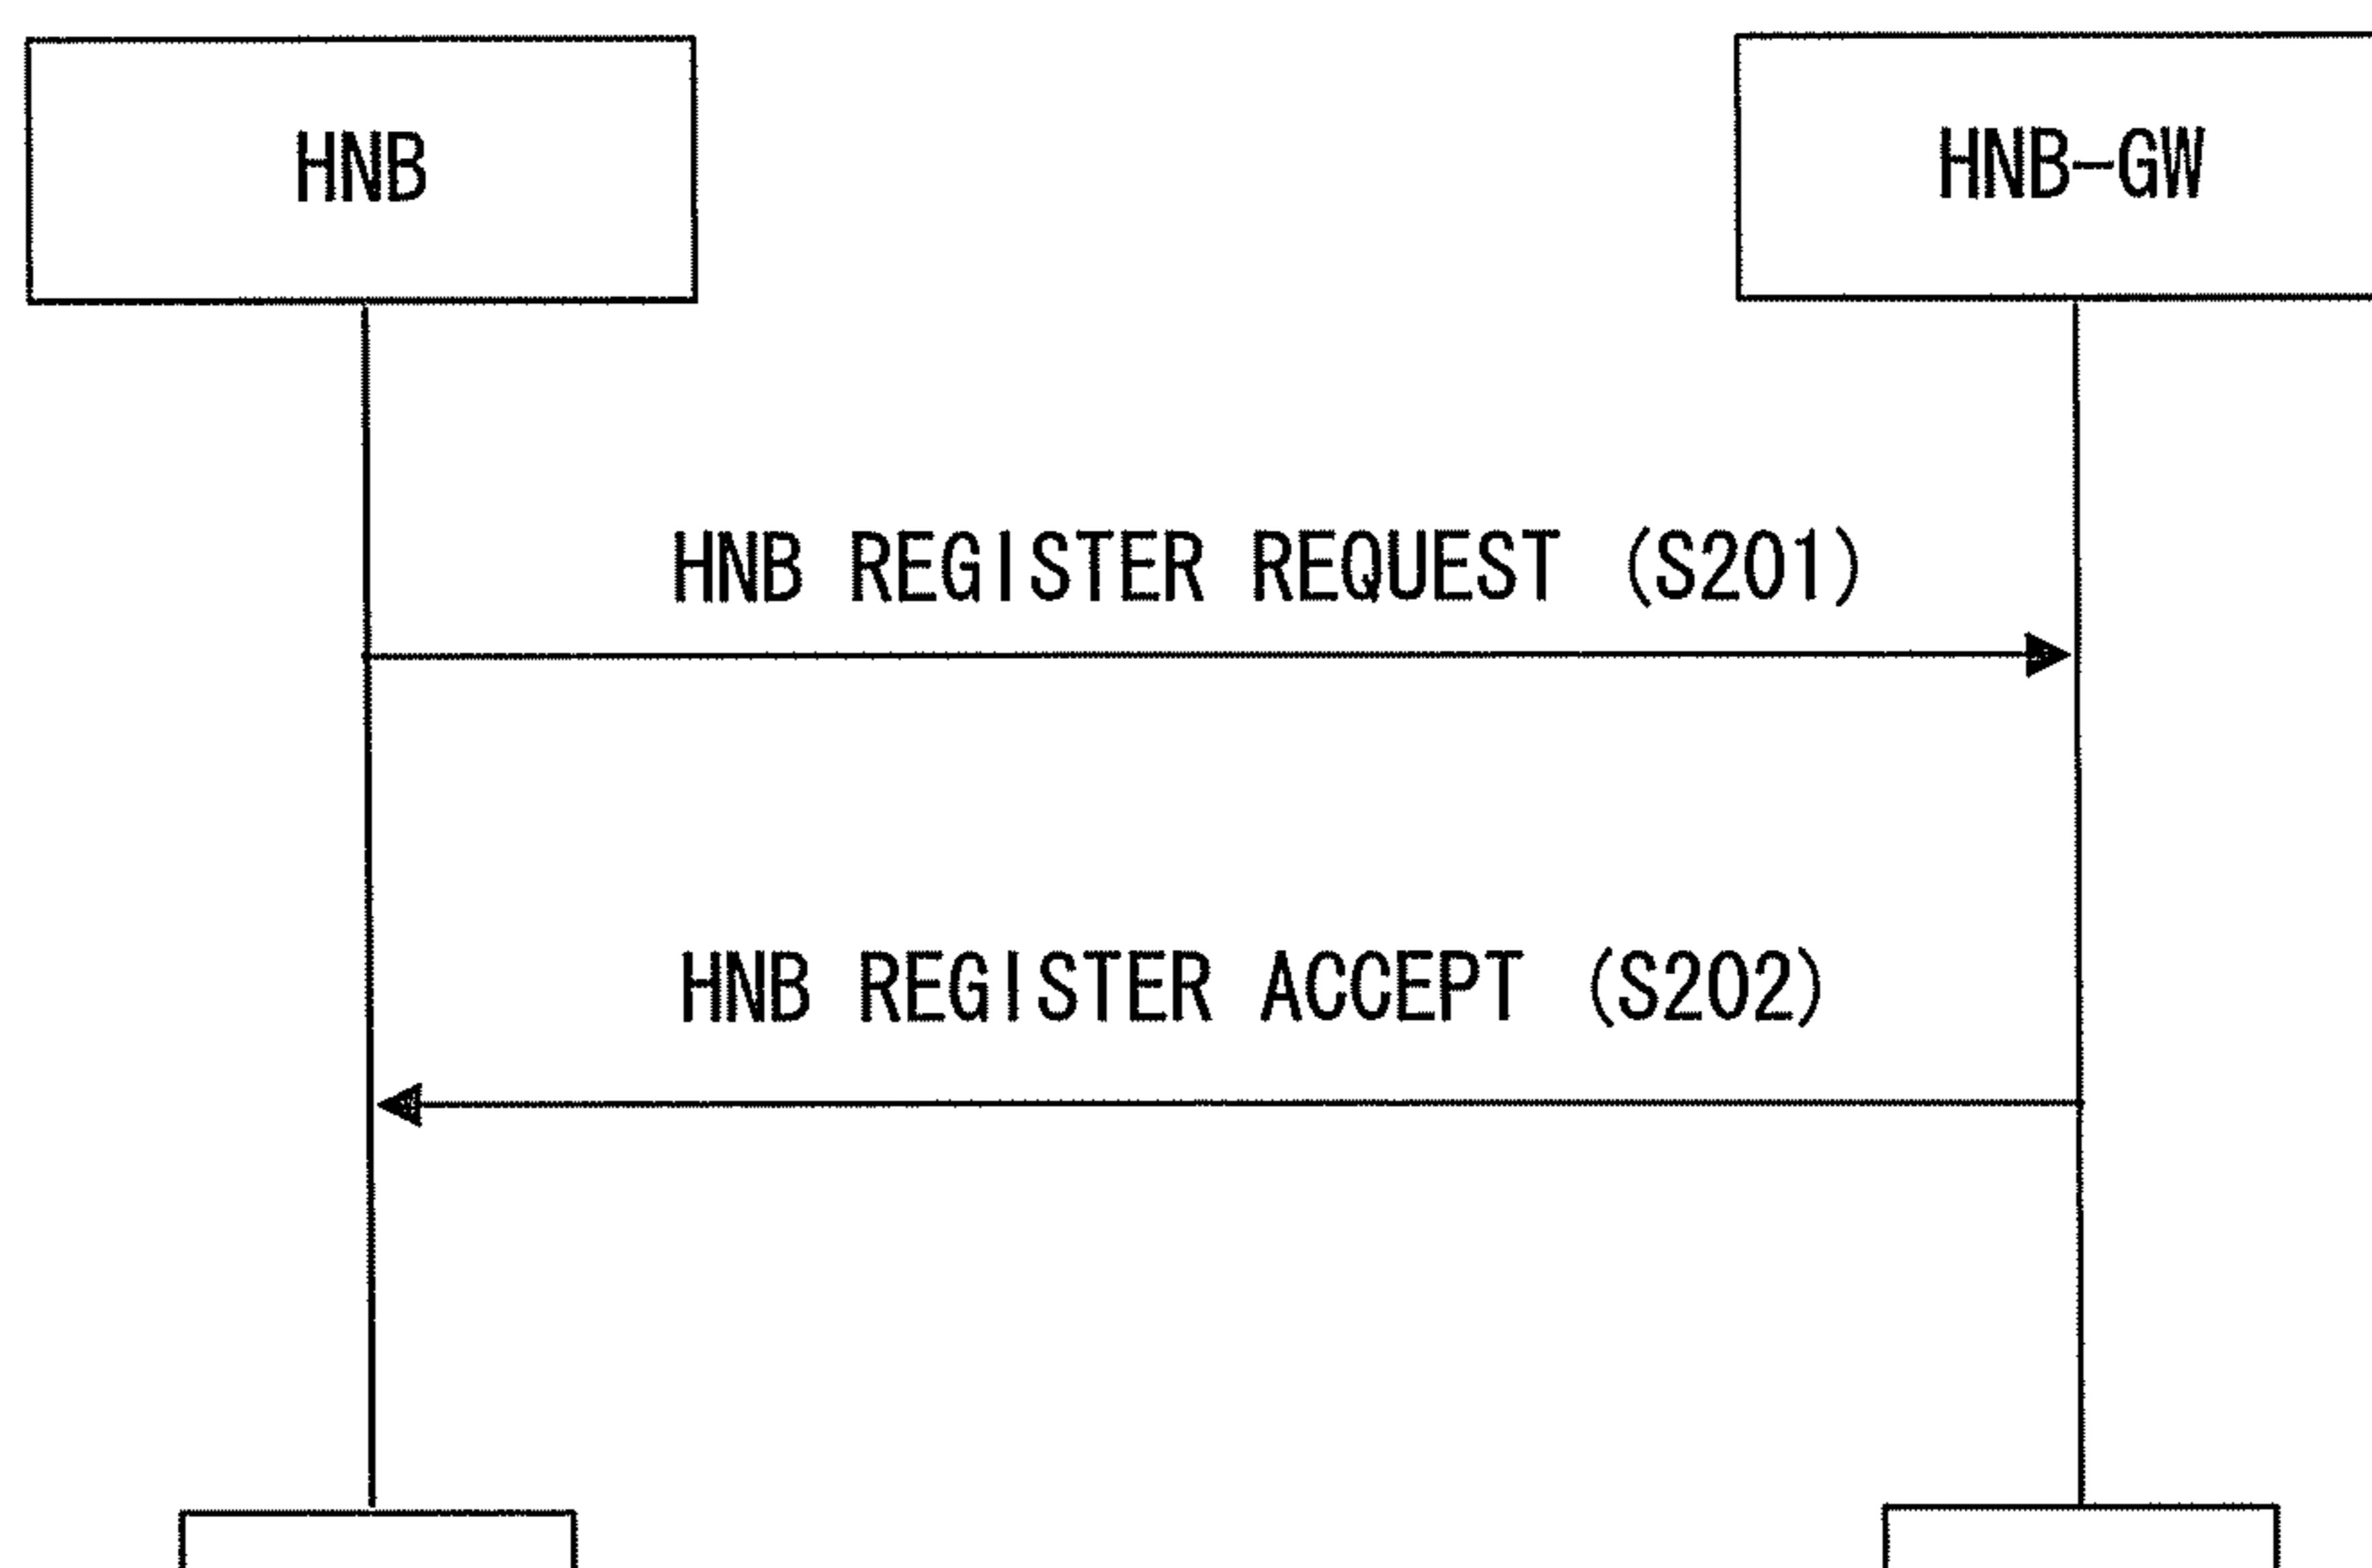 HNB
HNB-GW
HNB REGISTER REQUEST (S201)
HNB REGISTER ACCEPT (S202)